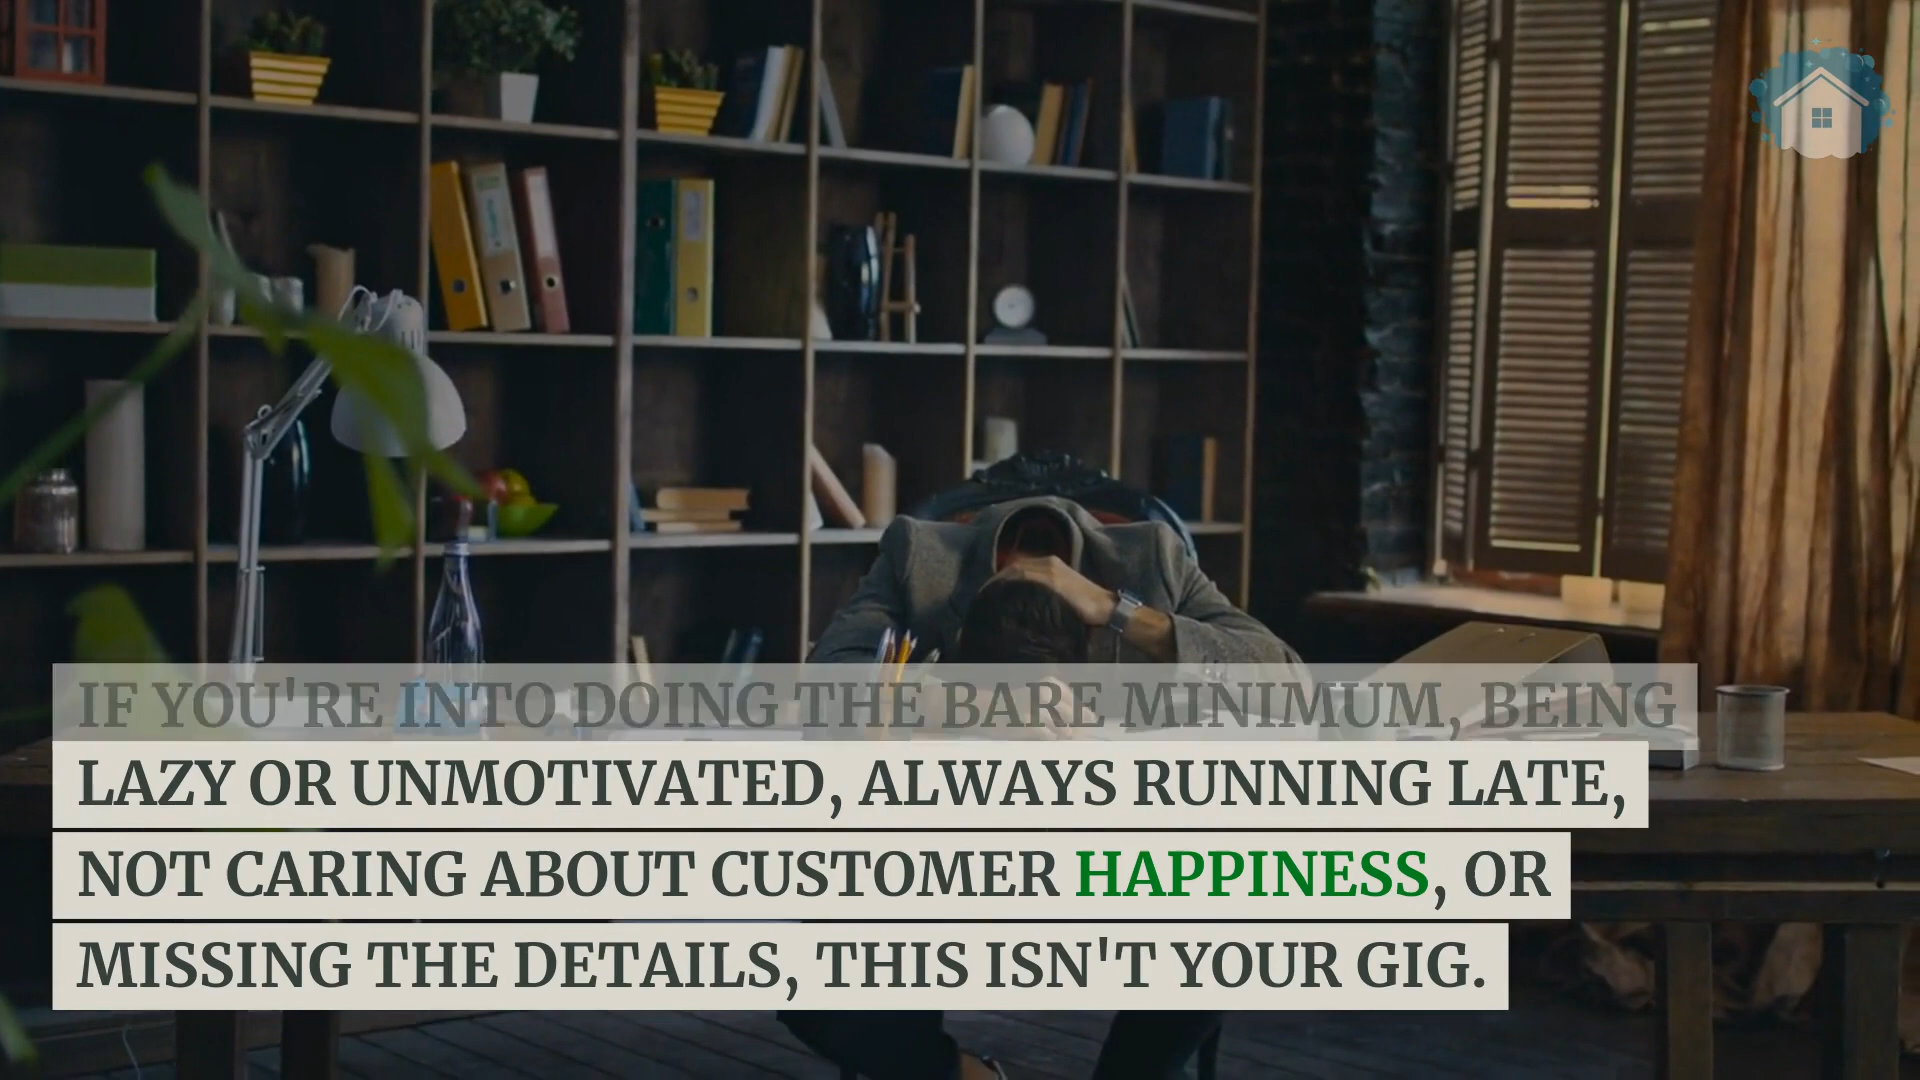 IF YOU'RE INTO DOING THE BARE MINIMUM, BEING
LAZY OR UNMOTIVATED, ALWAYS RUNNING LATE,
NOT CARING ABOUT CUSTOMER HAPPINESS, OR
MISSING THE DETAILS, THIS ISN'T YOUR GIG.